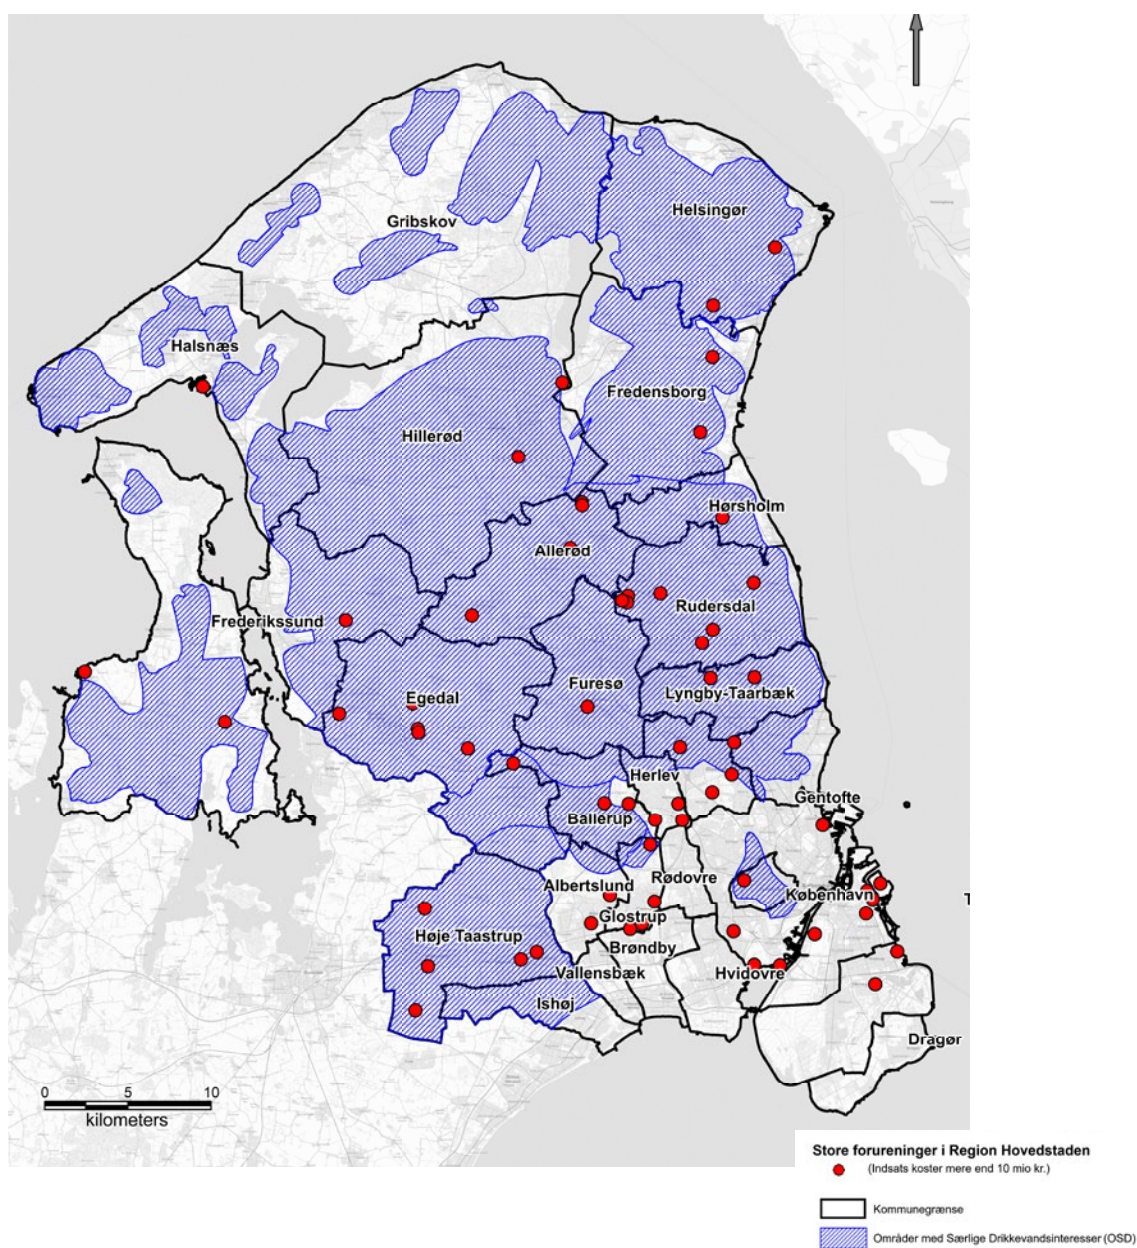 Helsingør
Gribskov
Halsnæs
Fredensborg
Hillerød
Hørsholm
Allerød
Rudersdal
Frederikssund
Furesø
Lyngby-Taarbæk
Egedal
Herlev
Gentofte
Ballerup
Rødovre
Albertslund
København
Glostrup
Høje Taastrup
Brøndby
Vallensbæk
Hvidovre
Ishøj
Dragør
0 5 10
kilometers
Store forureninger i Region Hovedstaden
(Indsats koster mere end 10 mio kr.)
Kommunegrænse
Områder med Særlige Drikkevandsinteresser (OSD)